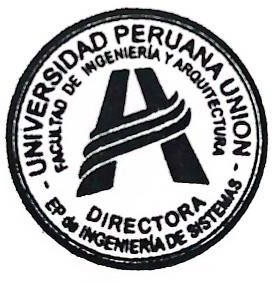 - UNIVERSIDAD PERUANA UNION -
FACULTAD DE INGENIERÍA Y ARQUITECTURA
DIRECTORA
EP de INGENIERÍA DE SISTEMAS